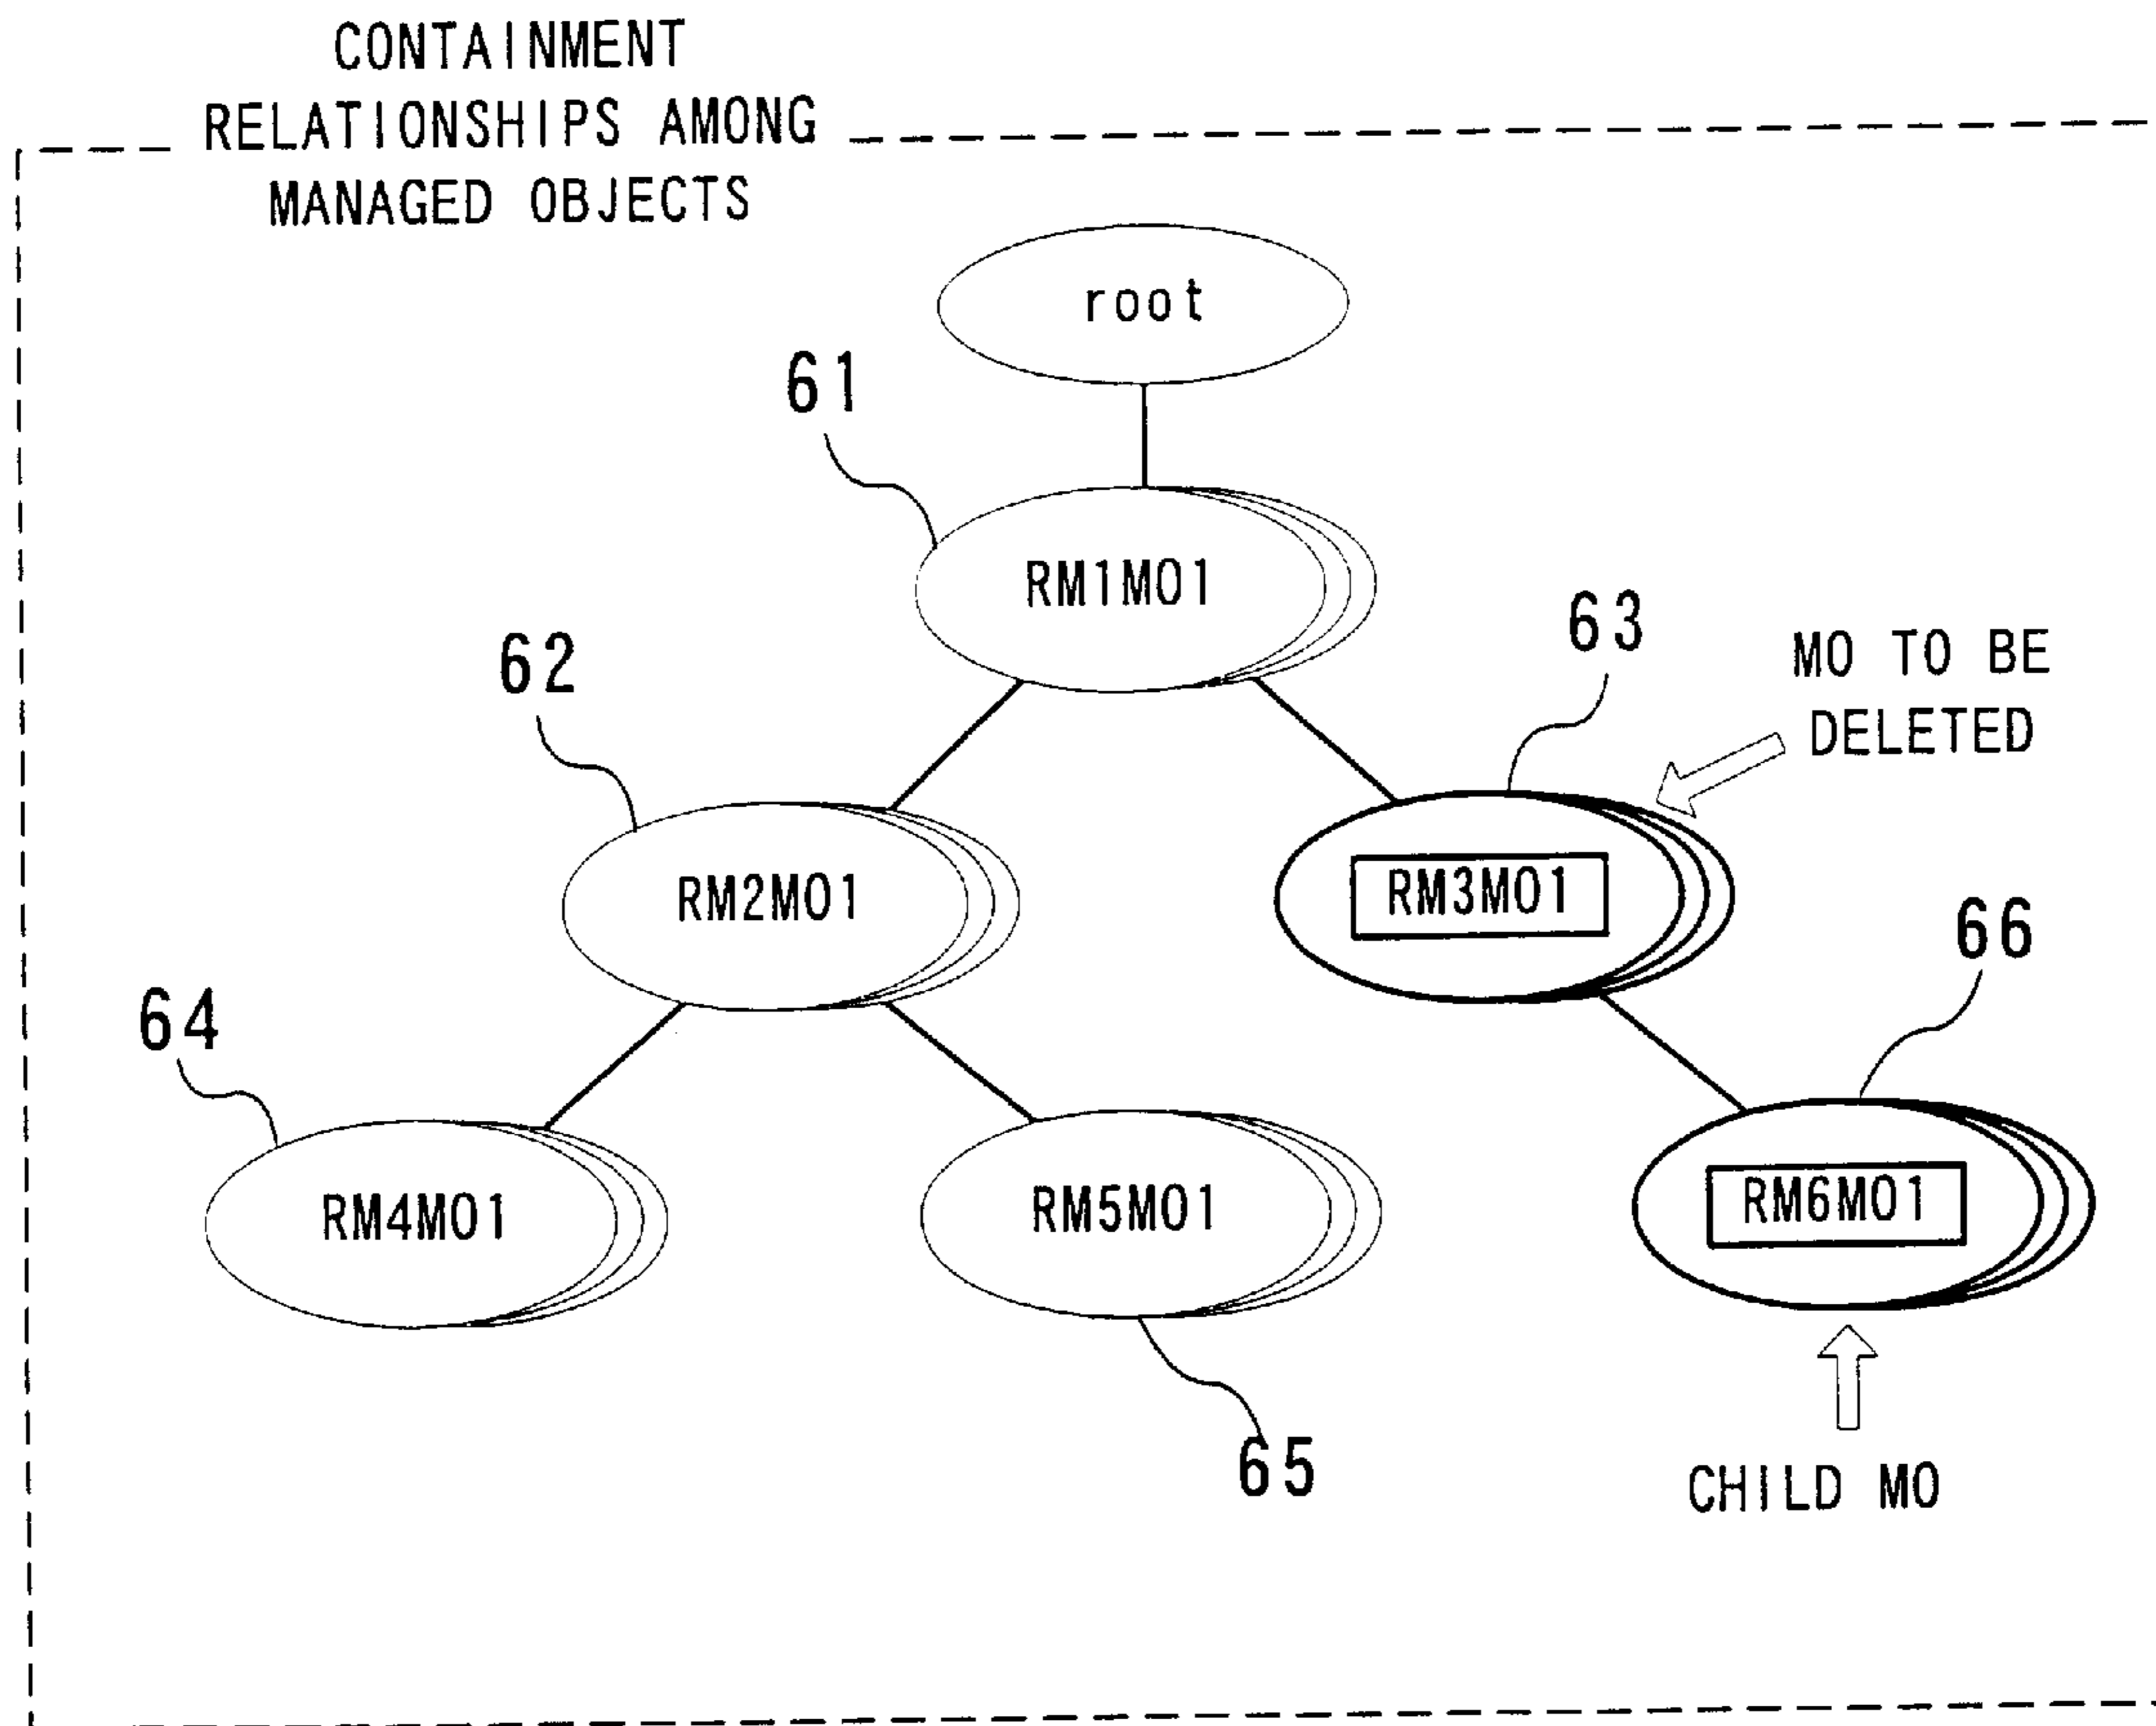 CONTAINMENT
RELATIONSHIPS AMONG
MANAGED OBJECTS
root
61
RM1MO1
63
MO TO BE
DELETED
62
RM2MO1
RM3MO1
66
64
RM4MO1
RM5MO1
RM6MO1
65
CHILD MO